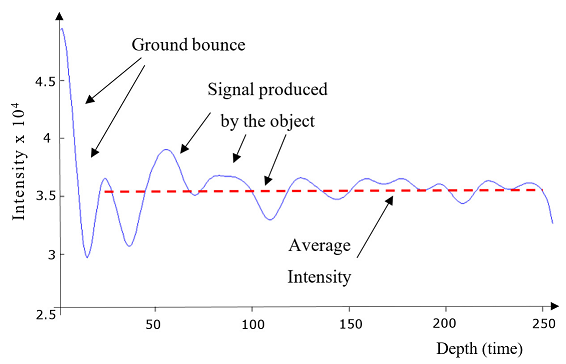 Ground bounce
Signal produced
by the object
Average
Intensity
Intensity x 10⁴
4.5
4
3.5
3
2.5
50
100
150
200
250
Depth (time)